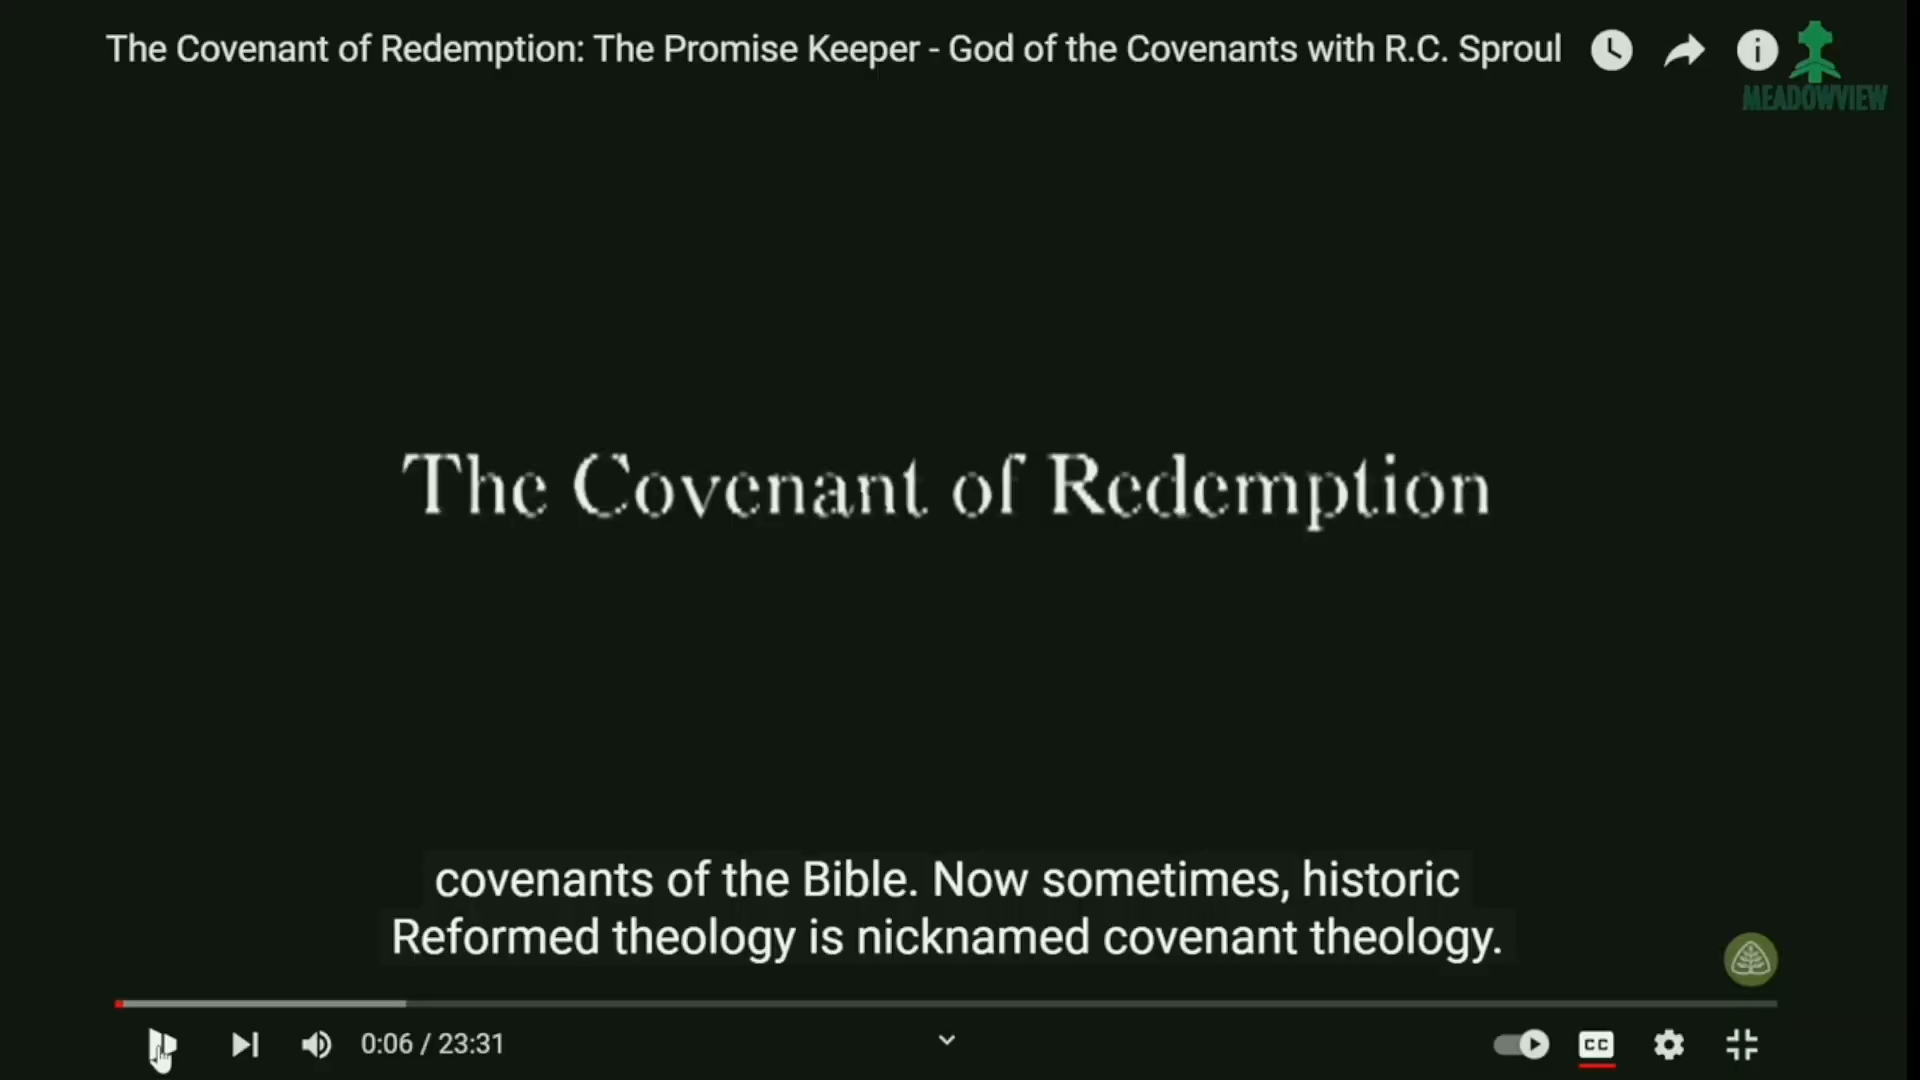 The Covenant of Redemption: The Promise Keeper - God of the Covenants with R.C. Sproul
MEADOWVIEW
The Covenant of Redemption
covenants of the Bible. Now sometimes, historic
Reformed theology is nicknamed covenant theology.
0:06 / 23:31
CC